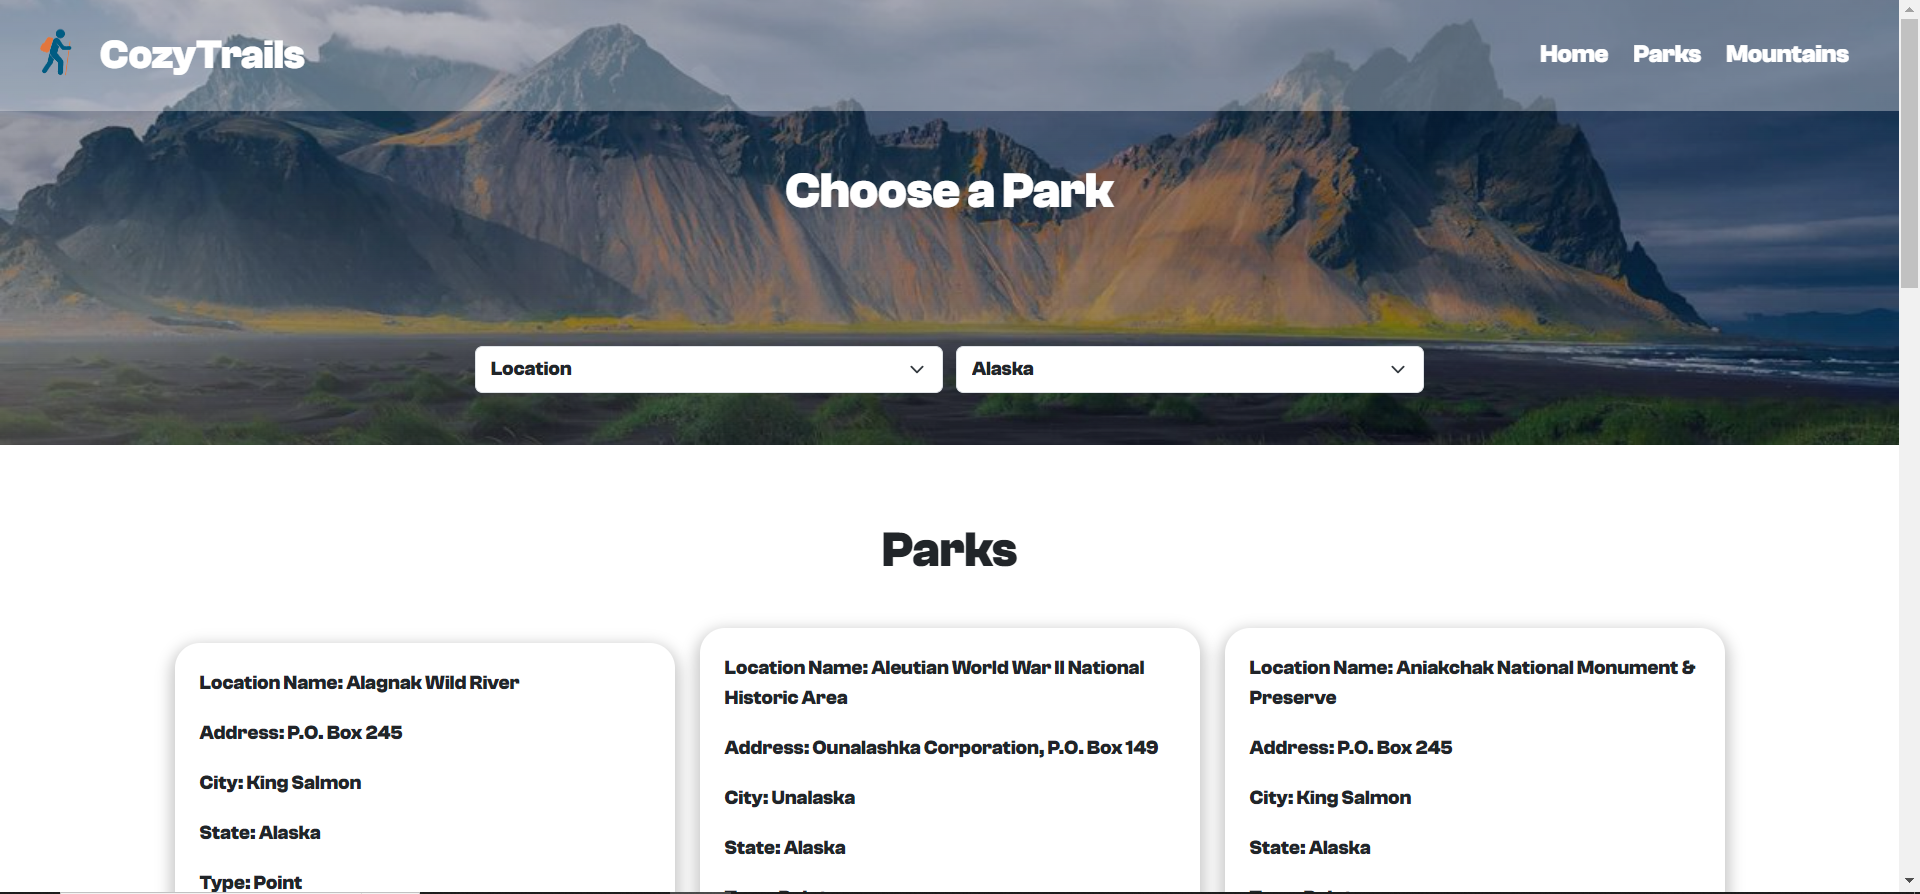 CozyTrails
Home Parks Mountains
Choose a Park
Location
Alaska
Parks
Location Name: Alagnak Wild River
Address: P.O. Box 245
City: King Salmon
State: Alaska
Type: Point
Location Name: Aleutian World War II National
Historic Area
Address: Ounalashka Corporation, P.O. Box 149
City: Unalaska
State: Alaska
Location Name: Aniakchak National Monument &
Preserve
Address: P.O. Box 245
City: King Salmon
State: Alaska